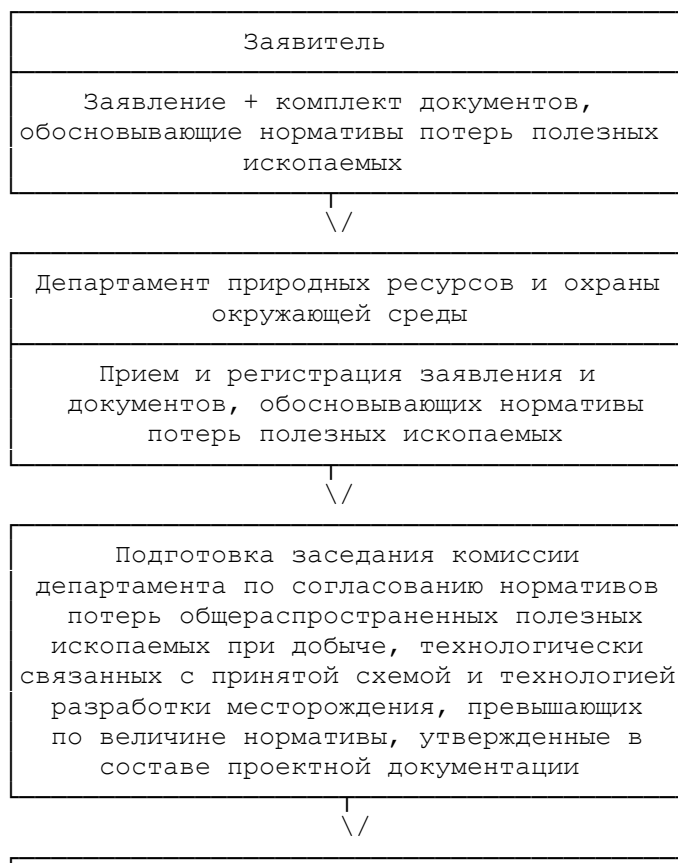 Заявитель
Заявление + комплект документов,
обосновывающие нормативы потерь полезных
ископаемых
\/
Департамент природных ресурсов и охраны
окружающей среды
Прием и регистрация заявления и
документов, обосновывающих нормативы
потерь полезных ископаемых
\/
Подготовка заседания комиссии
департамента по согласованию нормативов
потерь общераспространенных полезных
ископаемых при добыче, технологически
связанных с принятой схемой и технологией
разработки месторождения, превышающих
по величине нормативы, утвержденные в
составе проектной документации
\/